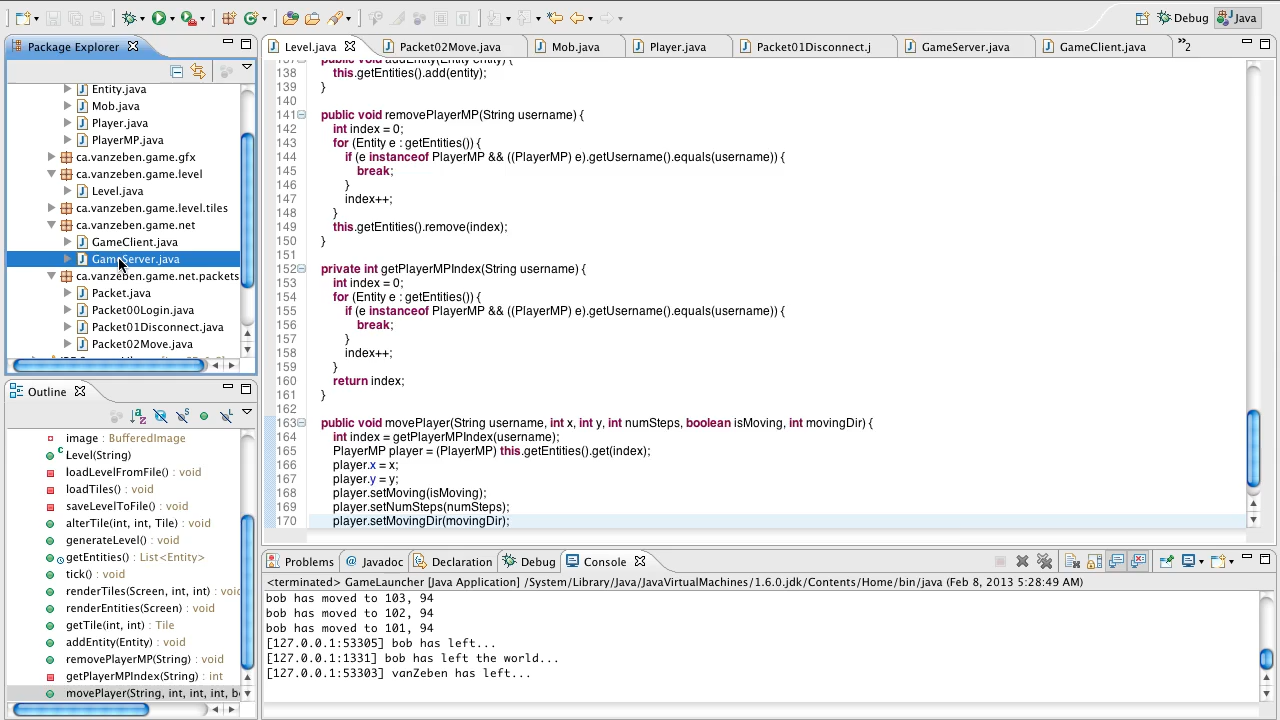 Debug
Java
Package Explorer
Entity.java
Mob.java
Player.java
PlayerMP.java
ca.vanzeben.game.gfx
ca.vanzeben.game.level
Level.java
ca.vanzeben.game.level.tiles
ca.vanzeben.game.net
GameClient.java
GameServer.java
ca.vanzeben.game.net.packets
Packet.java
Packet00Login.java
Packet01Disconnect.java
Packet02Move.java
Outline
image : BufferedImage
Level(String)
loadLevelFromFile() : void
loadTiles() : void
saveLevelToFile() : void
alterTile(int, int, Tile) : void
generateLevel() : void
getEntities() : List<Entity>
tick() : void
renderTiles(Screen, int, int) : voic
renderEntities(Screen) : void
getTile(int, int) : Tile
addEntity(Entity) : void
removePlayerMP(String) : void
getPlayerMPIndex(String) : int
movePlayer(String, int, int, int, b
Level.java
Packet02Move.java
Mob.java
Player.java
Packet01Disconnect.j
GameServer.java
GameClient.java
»2
137 public void addEntity(Entity entity) {
138 this.getEntities().add(entity);
139 }
140
141 public void removePlayerMP(String username) {
142 int index = 0;
143 for (Entity e : getEntities()) {
144 if (e instanceof PlayerMP && ((PlayerMP) e).getUsername().equals(username)) {
145 break;
146 }
147 index++;
148 }
149 this.getEntities().remove(index);
150 }
151
152 private int getPlayerMPIndex(String username) {
153 int index = 0;
154 for (Entity e : getEntities()) {
155 if (e instanceof PlayerMP && ((PlayerMP) e).getUsername().equals(username)) {
156 break;
157 }
158 index++;
159 }
160 return index;
161 }
162
163 public void movePlayer(String username, int x, int y, int numSteps, boolean isMoving, int movingDir) {
164 int index = getPlayerMPIndex(username);
165 PlayerMP player = (PlayerMP) this.getEntities().get(index);
166 player.x = x;
167 player.y = y;
168 player.setMoving(isMoving);
169 player.setNumSteps(numSteps);
170 player.setMovingDir(movingDir);
Problems
Javadoc
Declaration
Debug
Console
<terminated> GameLauncher [Java Application] /System/Library/Java/JavaVirtualMachines/1.6.0.jdk/Contents/Home/bin/java (Feb 8, 2013 5:28:49 AM)
bob has moved to 103, 94
bob has moved to 102, 94
bob has moved to 101, 94
[127.0.0.1:53305] bob has left...
[127.0.0.1:1331] bob has left the world...
[127.0.0.1:53303] vanZeben has left...